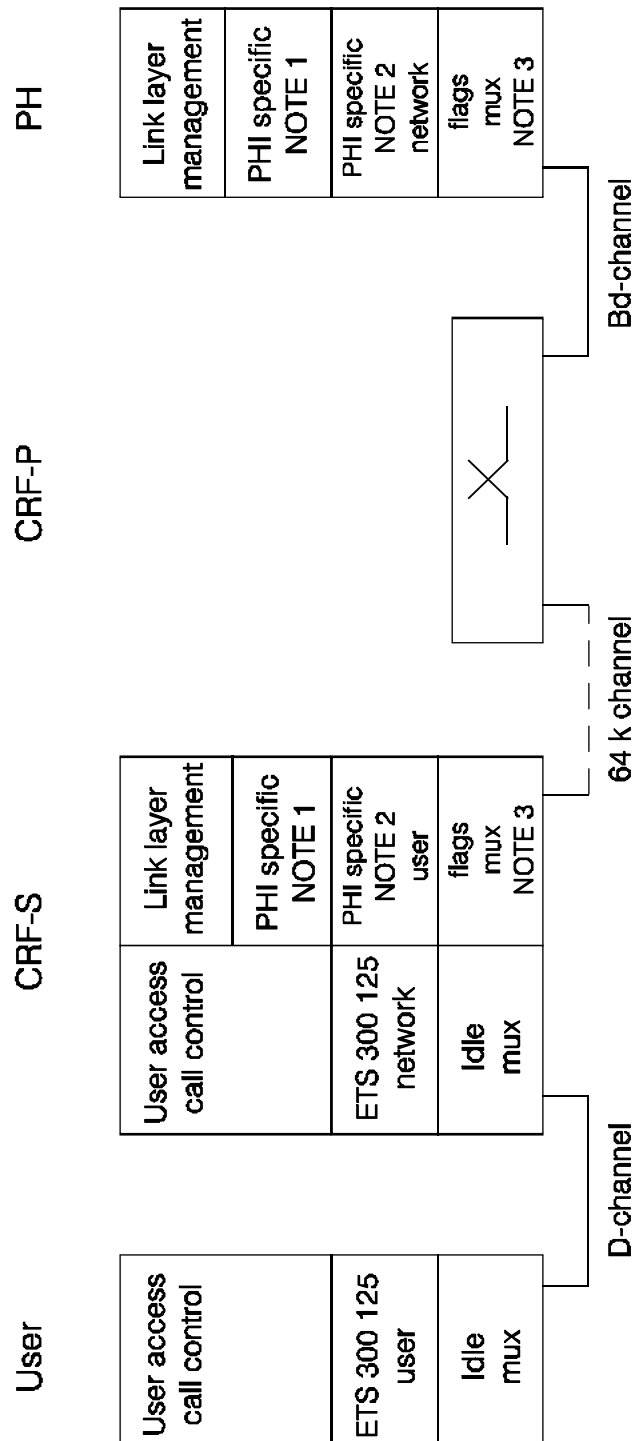 User
CRF-S
CRF-P
PH
User access
call control
ETS 300 125
user
Idle
mux
User access
call control
ETS 300 125
network
Idle
mux
Link layer
management
PHI specific
NOTE 1
PHI specific
NOTE 2
user
flags
mux
NOTE 3
Link layer
management
PHI specific
NOTE 1
PHI specific
NOTE 2
network
flags
mux
NOTE 3
D-channel
64 k channel
Bd-channel